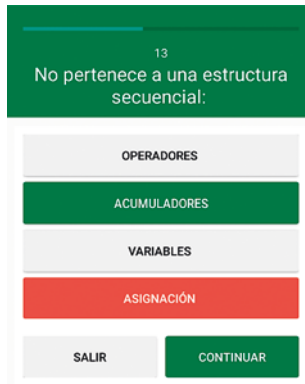 13
No pertenece a una estructura
secuencial:
OPERADORES
ACUMULADORES
VARIABLES
ASIGNACIÓN
SALIR
CONTINUAR